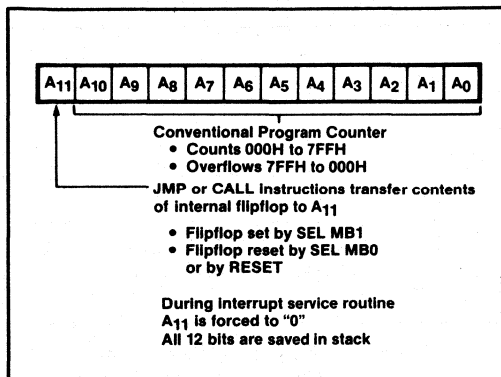 A11 A10 A9 A8 A7 A6 A5 A4 A3 A2 A1 A0
Conventional Program Counter
• Counts 000H to 7FFH
• Overflows 7FFH to 000H
JMP or CALL instructions transfer contents
of internal flipflop to A11
• Flipflop set by SEL MB1
• Flipflop reset by SEL MB0
or by RESET
During interrupt service routine
A11 is forced to "0"
All 12 bits are saved in stack